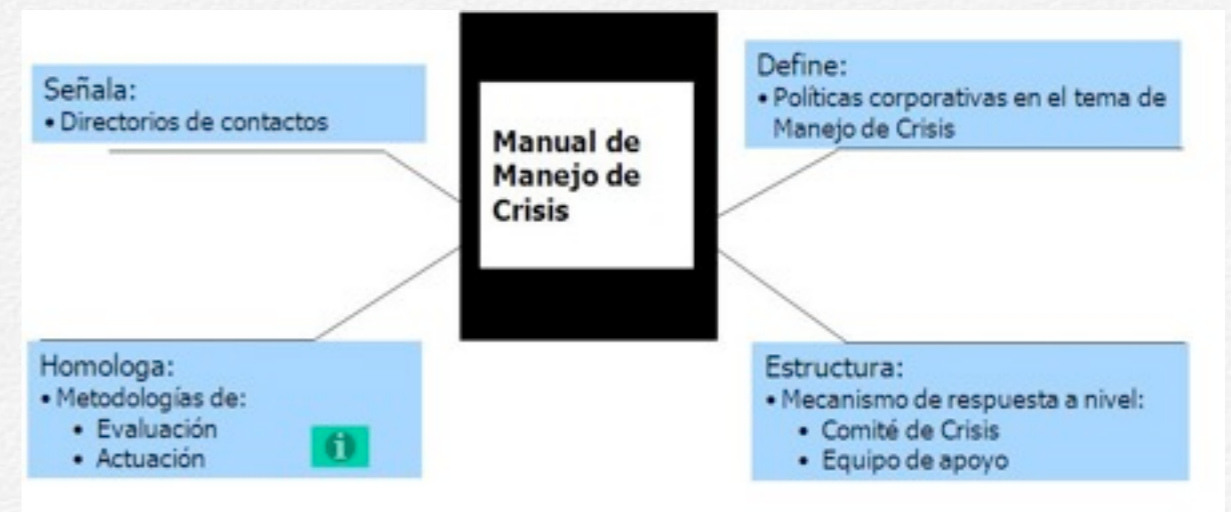 Señala:
• Directorios de contactos
Manual de
Manejo de
Crisis
Define:
• Políticas corporativas en el tema de
Manejo de Crisis
Homologa:
• Metodologías de:
• Evaluación
• Actuación
i
Estructura:
• Mecanismo de respuesta a nivel:
• Comité de Crisis
• Equipo de apoyo